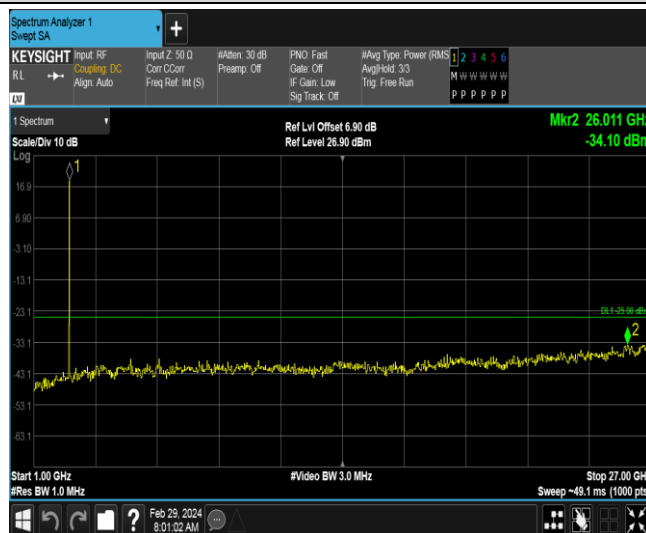 Spectrum Analyzer 1
Swept SA
+
KEYSIGHT Input: RF Input Z: 50 Ω #Atten: 30 dB PNO: Fast #Avg Type: Power (RMS 1 2 3 4 5 6
RL Coupling: DC Corr CCorr Preamp: Off Gate: Off Avg|Hold: 3/3 M W W W W W
Align: Auto Freq Ref: Int (S) IF Gain: Low Trig: Free Run
Sig Track: Off P P P P P P
LXI
1 Spectrum Ref Lvl Offset 6.90 dB Mkr2 26.011 GHz
Scale/Div 10 dB Ref Level 26.90 dBm -34.10 dBm
Log
1
16.9
6.90
-3.10
-13.1
-23.1
DL1 -25.00 dBm
2
-33.1
-43.1
-53.1
-63.1
Start 1.00 GHz #Video BW 3.0 MHz Stop 27.00 GH
#Res BW 1.0 MHz Sweep ~49.1 ms (1000 pts
? Feb 29, 2024
8:01:02 AM